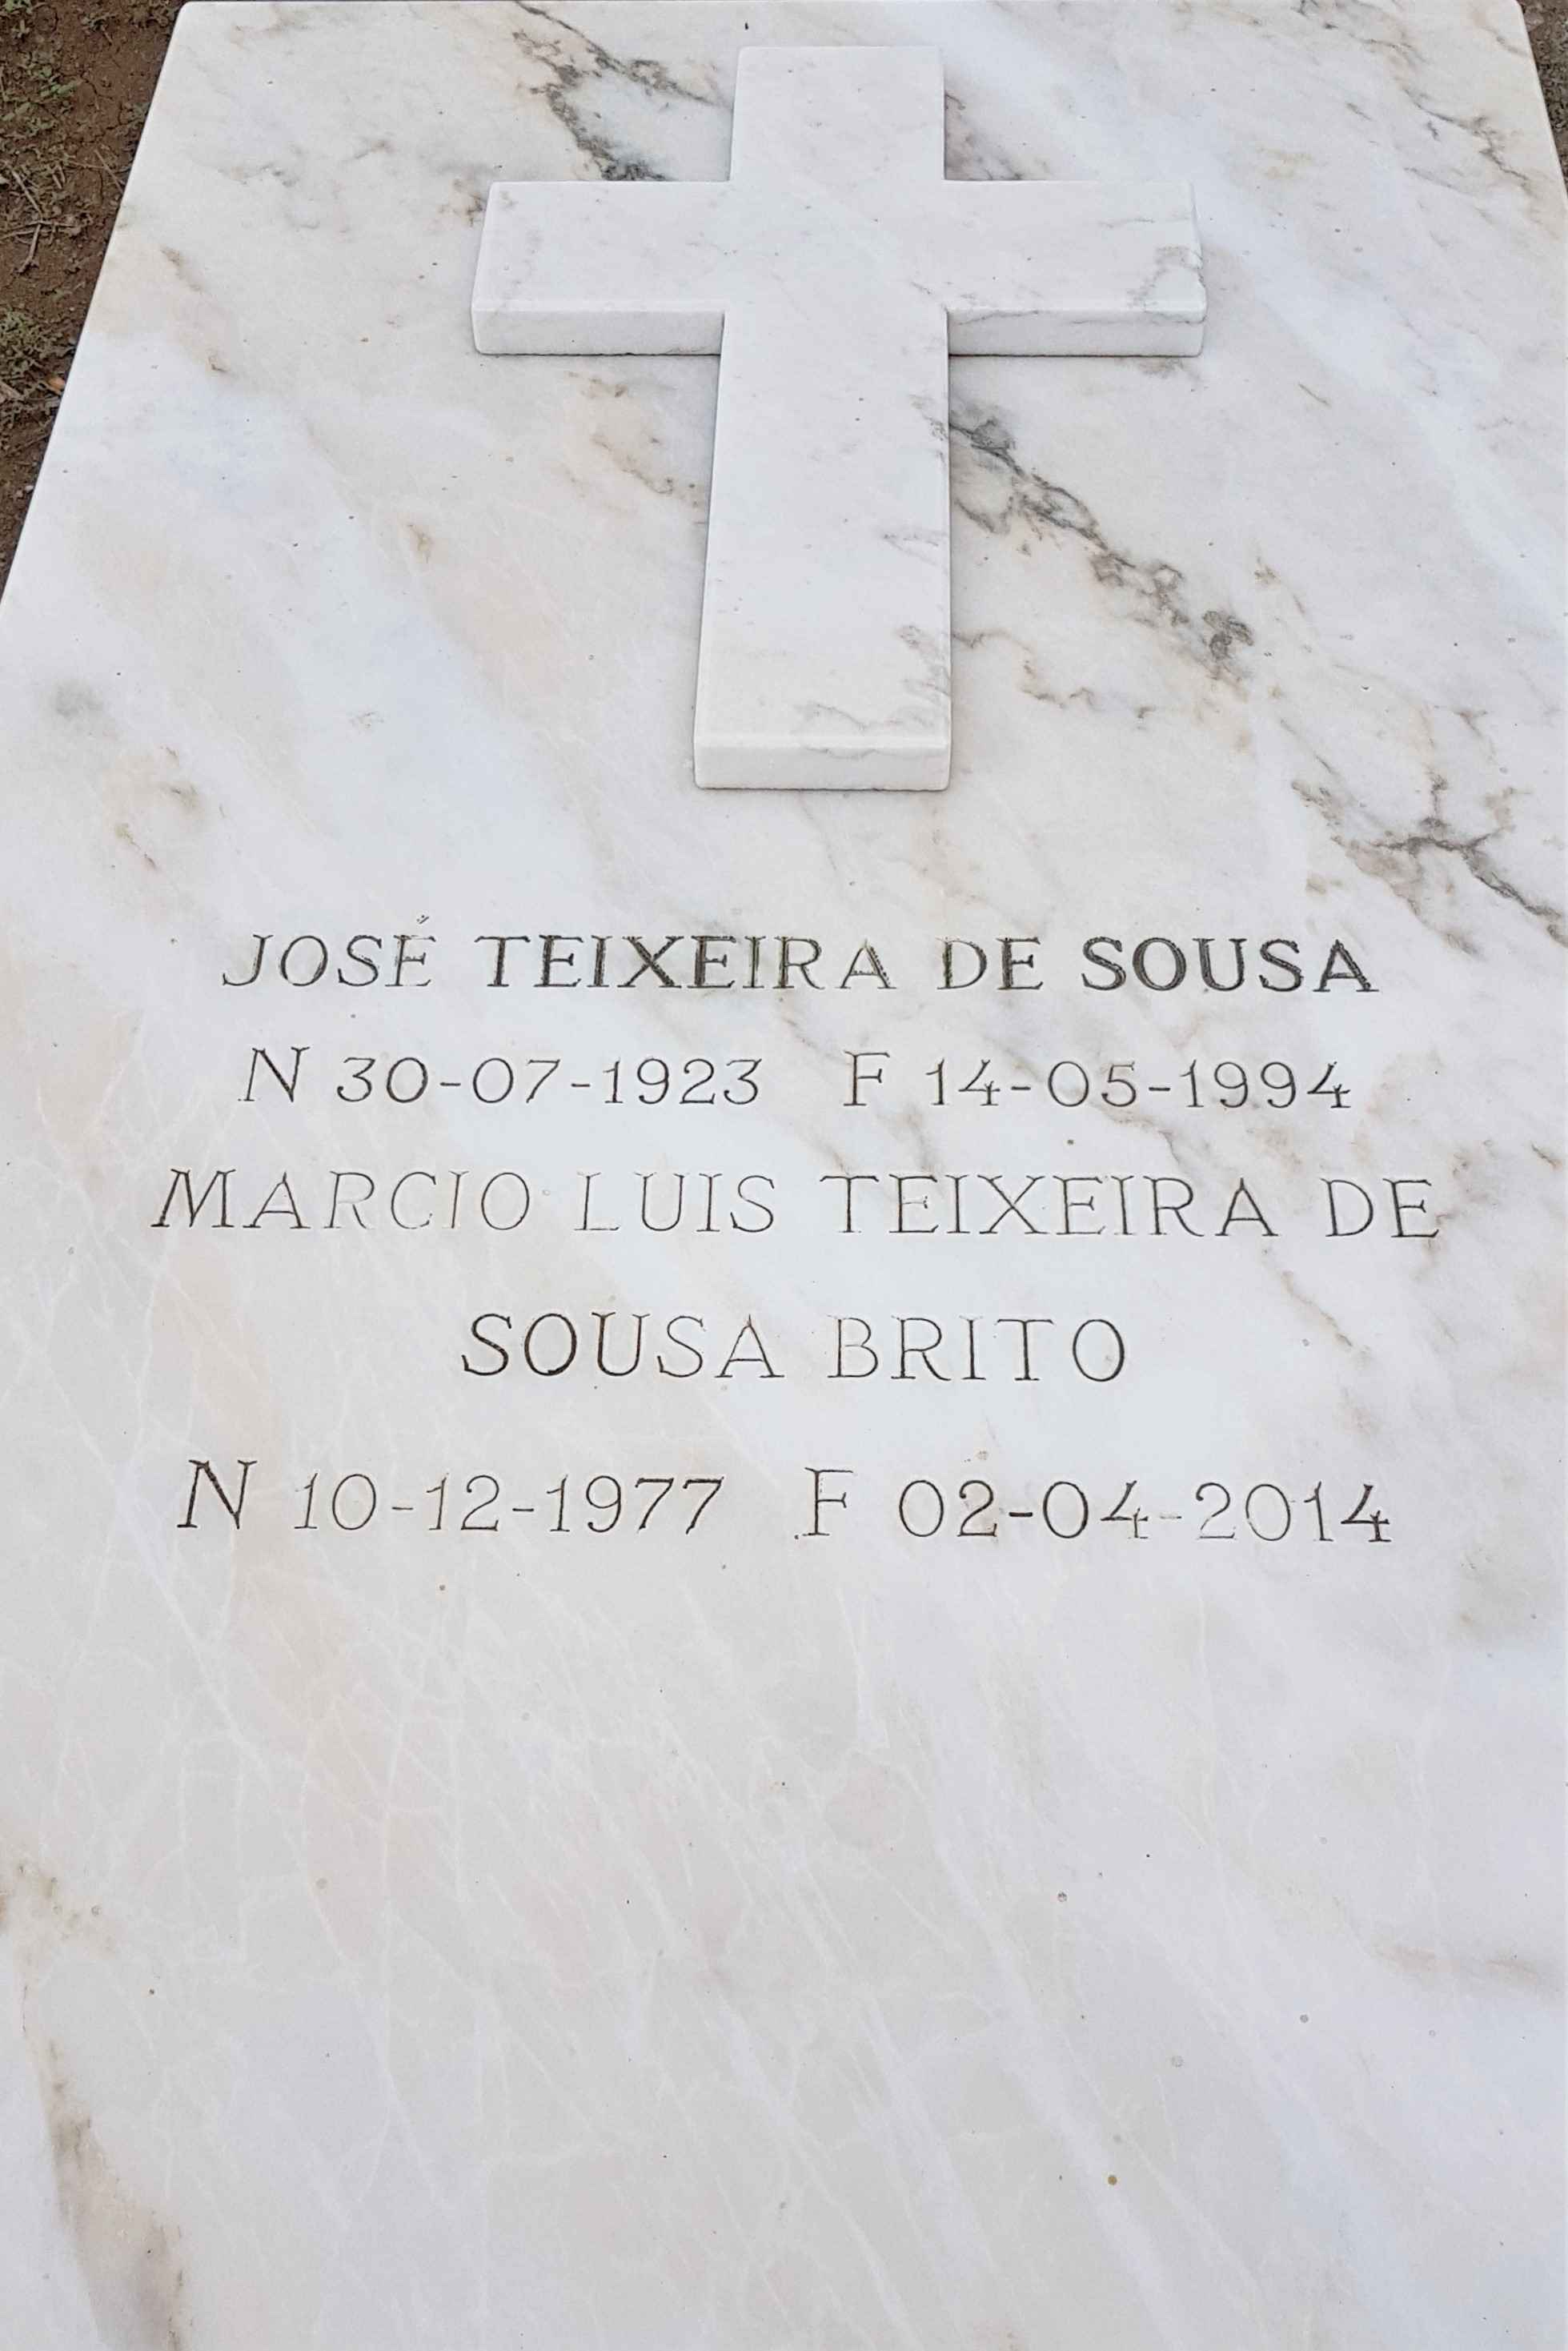 JOSÉ TEIXEIRA DE SOUSA
N 30-07-1923 F 14-05-1994
MARCIO LUIS TEIXEIRA DE
SOUSA BRITO
N 10-12-1977 F 02-04-2014